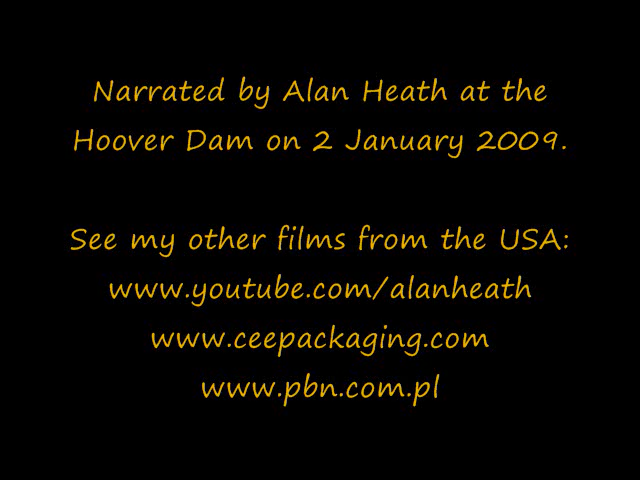 Narrated by Alan Heath at the
Hoover Dam on 2 January 2009.
See my other films from the USA:
www.youtube.com/alanheath
www.ceepackaging.com
www.pbn.com.pl